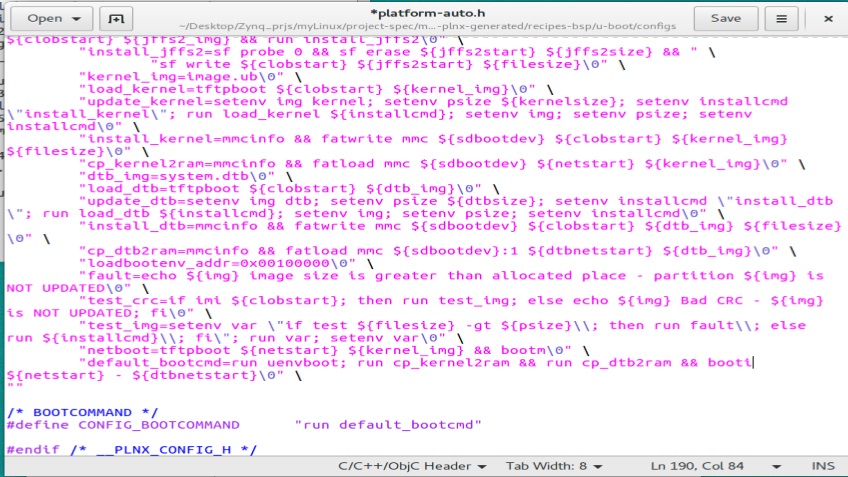 Open
*platform-auto.h
~/Desktop/Zynq_prjs/myLinux/project-spec/m...-plnx-generated/recipes-bsp/u-boot/configs
Save
${clobstart} ${jffs2_img} && run install_jffs2\0" \
"install_jffs2=sf probe 0 && sf erase ${jffs2start} ${jffs2size} && " \
"sf write ${clobstart} ${jffs2start} ${filesize}\0" \
"kernel_img=image.ub\0" \
"load_kernel=tftpboot ${clobstart} ${kernel_img}\0" \
"update_kernel=setenv img kernel; setenv psize ${kernelsize}; setenv installcmd
\"install_kernel\"; run load_kernel ${installcmd}; setenv img; setenv psize; setenv
installcmd\0" \
"install_kernel=mmcinfo && fatwrite mmc ${sdbootdev} ${clobstart} ${kernel_img}
${filesize}\0" \
"cp_kernel2ram=mmcinfo && fatload mmc ${sdbootdev} ${netstart} ${kernel_img}\0" \
"dtb_img=system.dtb\0" \
"load_dtb=tftpboot ${clobstart} ${dtb_img}\0" \
"update_dtb=setenv img dtb; setenv psize ${dtbsize}; setenv installcmd \"install_dtb
\"; run load_dtb ${installcmd}; setenv img; setenv psize; setenv installcmd\0" \
"install_dtb=mmcinfo && fatwrite mmc ${sdbootdev} ${clobstart} ${dtb_img} ${filesize}
\0" \
"cp_dtb2ram=mmcinfo && fatload mmc ${sdbootdev}:1 ${dtbnetstart} ${dtb_img}\0" \
"loadbootenv_addr=0x00100000\0" \
"fault=echo ${img} image size is greater than allocated place - partition ${img} is
NOT UPDATED\0" \
"test_crc=if imi ${clobstart}; then run test_img; else echo ${img} Bad CRC - ${img}
is NOT UPDATED; fi\0" \
"test_img=setenv var \"if test ${filesize} -gt ${psize}\\; then run fault\\; else
run ${installcmd}\\; fi\"; run var; setenv var\0" \
"netboot=tftpboot ${netstart} ${kernel_img} && bootm\0" \
"default_bootcmd=run uenvboot; run cp_kernel2ram && run cp_dtb2ram && booti
${netstart} - ${dtbnetstart}\0" \
""
/* BOOTCOMMAND */
#define CONFIG_BOOTCOMMAND "run default_bootcmd"
#endif /* __PLNX_CONFIG_H */
C/C++/ObjC Header
Tab Width: 8
Ln 190, Col 84
INS